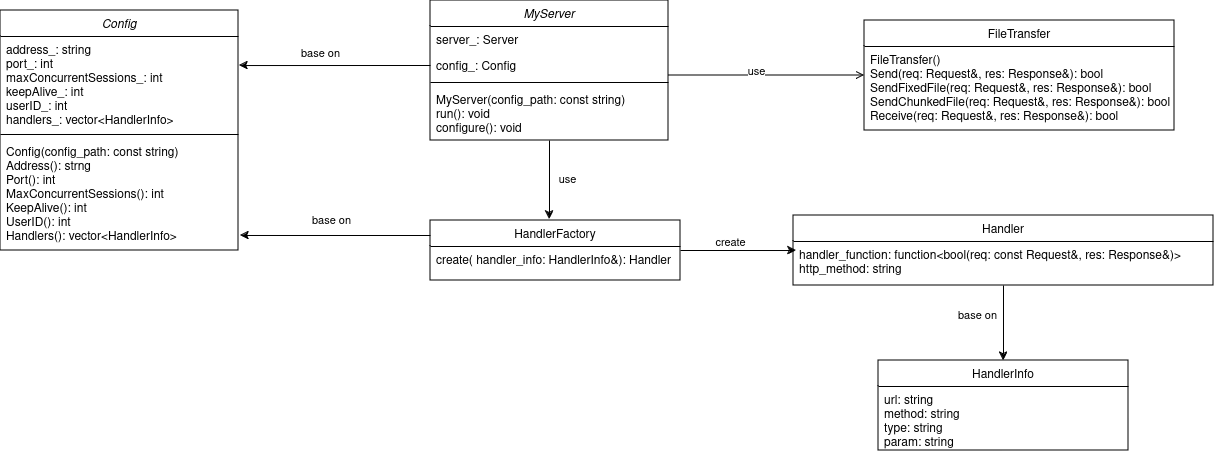 Config
address_: string
port_: int
maxConcurrentSessions_: int
keepAlive_: int
userID_: int
handlers_: vector<HandlerInfo>
Config(config_path: const string)
Address(): strng
Port(): int
MaxConcurrentSessions(): int
KeepAlive(): int
UserID(): int
Handlers(): vector<HandlerInfo>
base on
base on
MyServer
server_: Server
config_: Config
MyServer(config_path: const string)
run(): void
configure(): void
use
use
FileTransfer
FileTransfer()
Send(req: Request&, res: Response&): bool
SendFixedFile(req: Request&, res: Response&): bool
SendChunkedFile(req: Request&, res: Response&): bool
Receive(req: Request&, res: Response&): bool
HandlerFactory
create( handler_info: HandlerInfo&): Handler
create
Handler
handler_function: function<bool(req: const Request&, res: Response&)>
http_method: string
base on
HandlerInfo
url: string
method: string
type: string
param: string